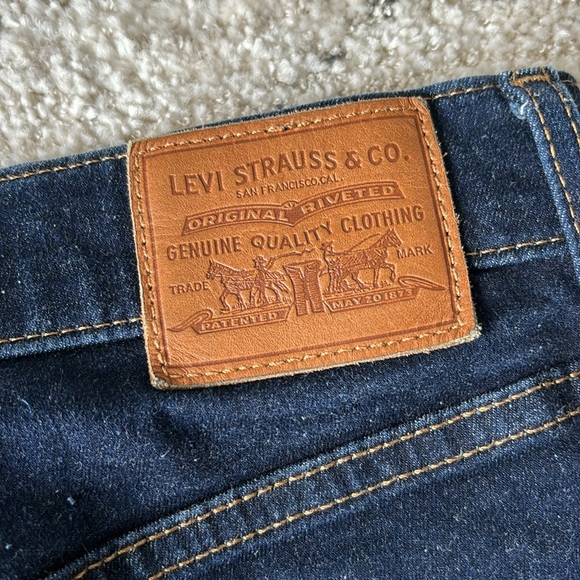 LEVI STRAUSS & CO.
SAN FRANCISCO, CAL.
ORIGINAL RIVETED
GENUINE QUALITY CLOTHING
TRADE MARK
PATENTED MAY 20 1873